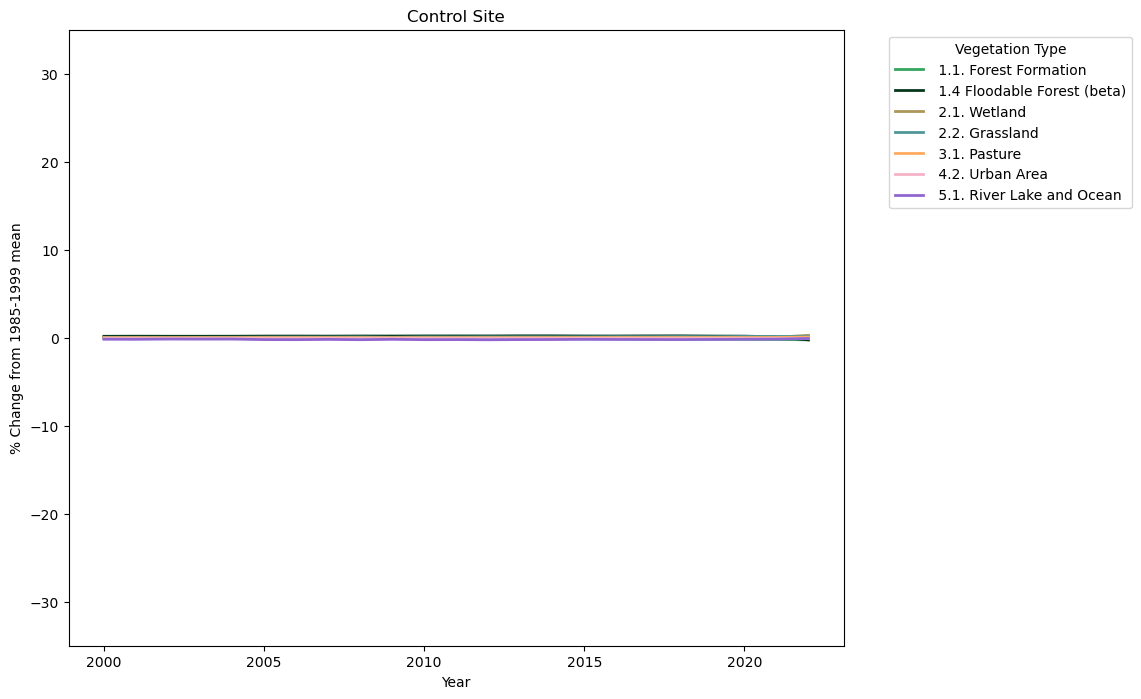 Control Site
% Change from 1985-1999 mean
30
20
10
0
−10
−20
−30
2000
2005
2010
2015
2020
Year
Vegetation Type
1.1. Forest Formation
1.4 Floodable Forest (beta)
2.1. Wetland
2.2. Grassland
3.1. Pasture
4.2. Urban Area
5.1. River Lake and Ocean